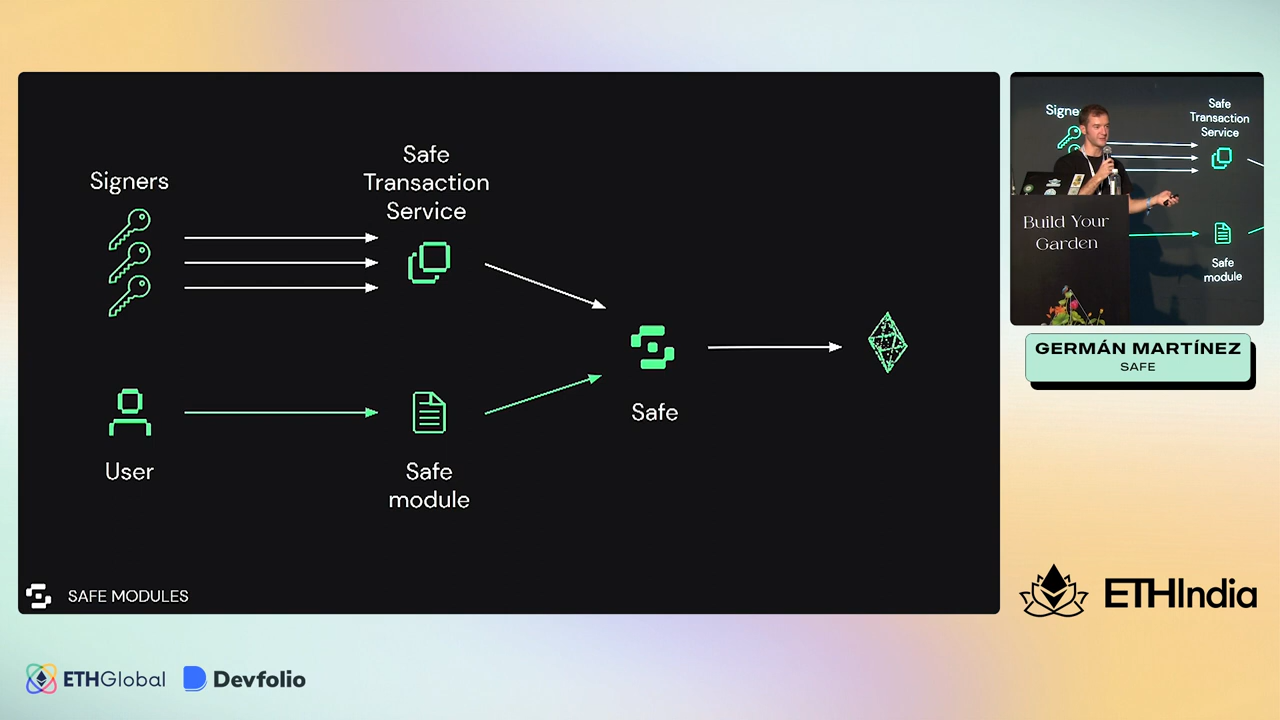 Signers
Safe
Transaction
Service
User
Safe
module
Safe
SAFE MODULES
Signe
Safe
Transaction
Service
Build Your
Garden
Safe
module
GERMÁN MARTÍNEZ
SAFE
ETHIndia
ETHGlobal
Devfolio